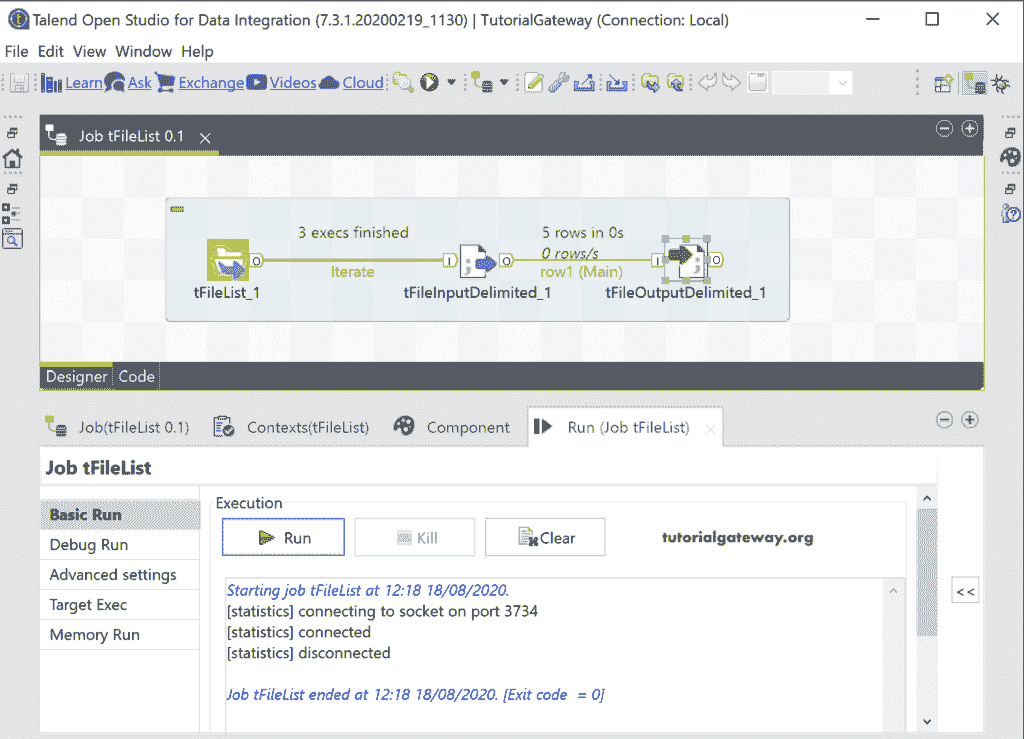 Talend Open Studio for Data Integration (7.3.1.20200219_1130) | TutorialGateway (Connection: Local)
File Edit View Window Help
Learn Ask Exchange Videos Cloud
Job tFileList 0.1
3 execs finished
5 rows in 0s
0 rows/s
Iterate
row1 (Main)
tFileList_1
tFileInputDelimited_1
tFileOutputDelimited_1
Designer Code
Job(tFileList 0.1) Contexts(tFileList) Component Run (Job tFileList)
Job tFileList
Basic Run
Debug Run
Advanced settings
Target Exec
Memory Run
Execution
Run Kill Clear
tutorialgateway.org
Starting job tFileList at 12:18 18/08/2020.
[statistics] connecting to socket on port 3734
[statistics] connected
[statistics] disconnected
Job tFileList ended at 12:18 18/08/2020. [Exit code = 0]
<<